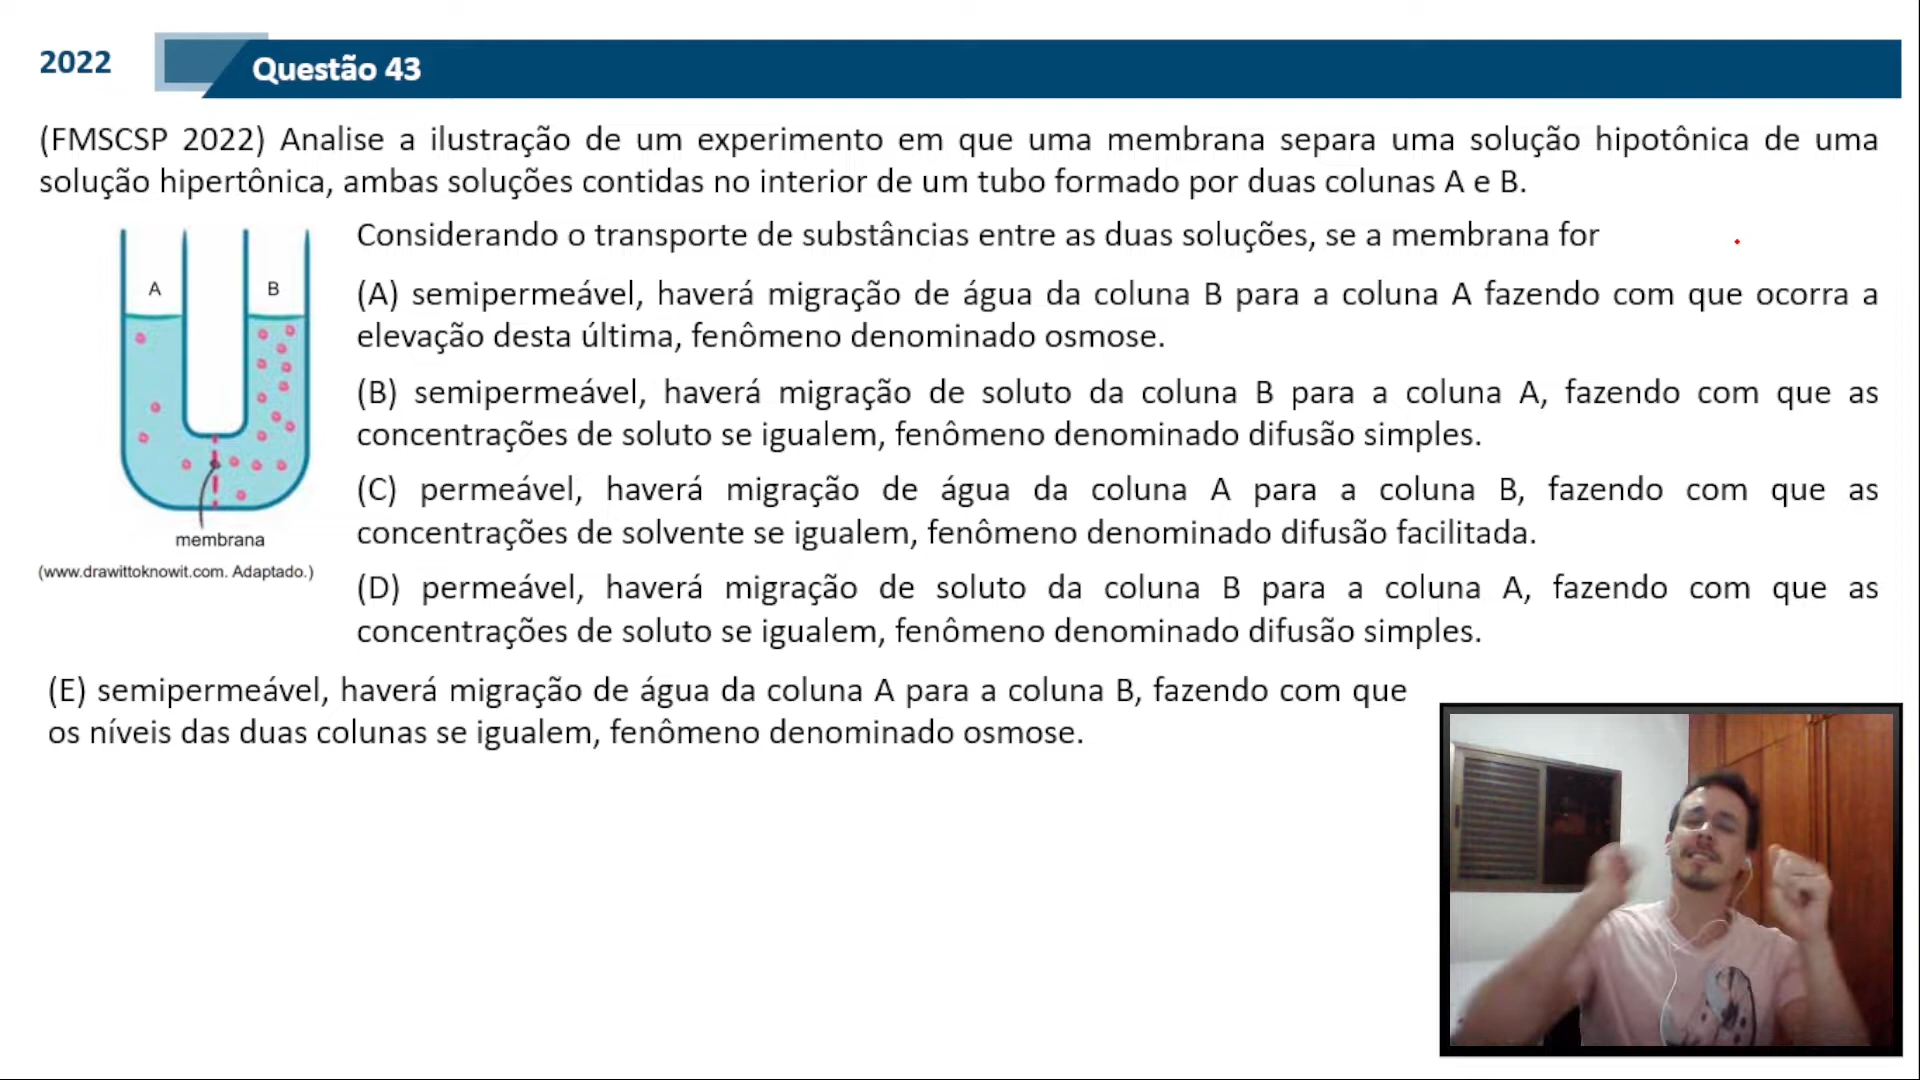 2022
Questão 43
(FMSCSP 2022) Analise a ilustração de um experimento em que uma membrana separa uma solução hipotônica de uma
solução hipertônica, ambas soluções contidas no interior de um tubo formado por duas colunas A e B.
A
B
membrana
(www.drawittoknowit.com. Adaptado.)
Considerando o transporte de substâncias entre as duas soluções, se a membrana for
(A) semipermeável, haverá migração de água da coluna B para a coluna A fazendo com que ocorra a
elevação desta última, fenômeno denominado osmose.
(B) semipermeável, haverá migração de soluto da coluna B para a coluna A, fazendo com que as
concentrações de soluto se igualem, fenômeno denominado difusão simples.
(C) permeável, haverá migração de água da coluna A para a coluna B, fazendo com que as
concentrações de solvente se igualem, fenômeno denominado difusão facilitada.
(D) permeável, haverá migração de soluto da coluna B para a coluna A, fazendo com que as
concentrações de soluto se igualem, fenômeno denominado difusão simples.
(E) semipermeável, haverá migração de água da coluna A para a coluna B, fazendo com que
os níveis das duas colunas se igualem, fenômeno denominado osmose.